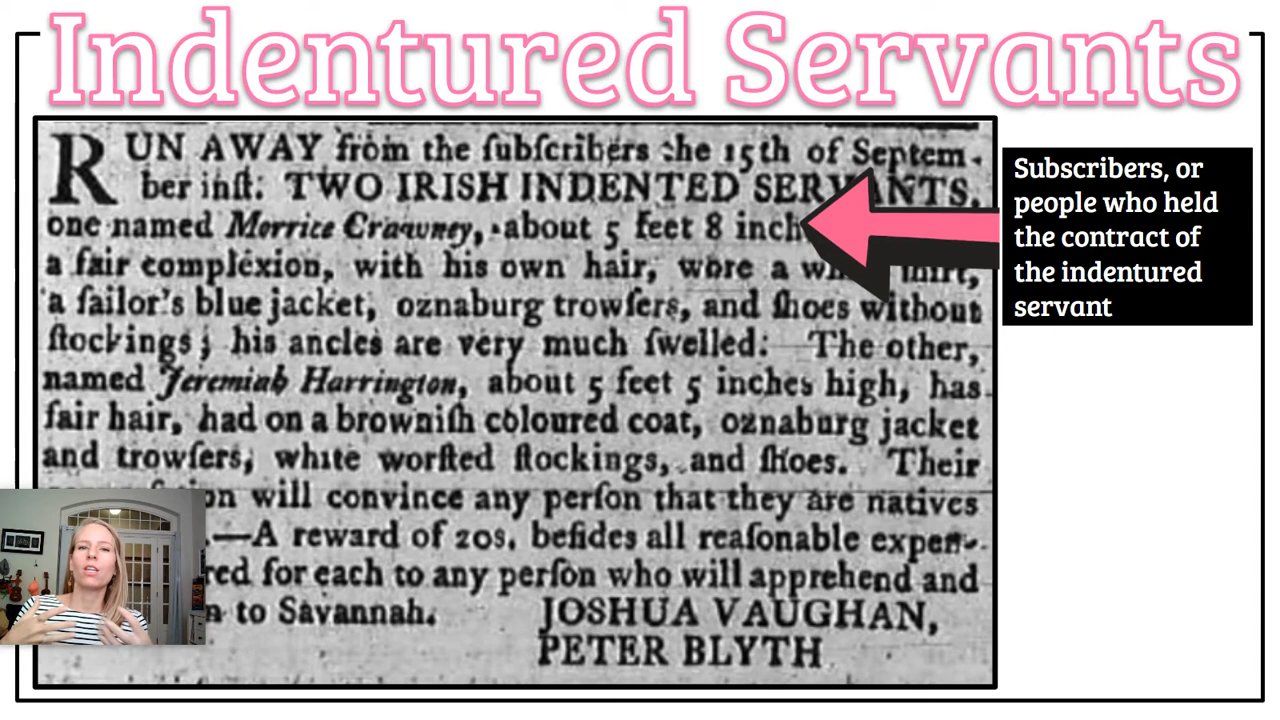 Indentured Servants
RUN AWAY from the ſubſcribers the 15th of Septem-
ber inſt. TWO IRISH INDENTED SERVANTS,
one named Morrice Crawney, about 5 feet 8
a fair complexion, with his own hair, wore a
a ſailor's blue jacket, oznaburg trowſers, and ſhoes without
ſtockings; his ancles are very much ſwelled: The other,
named Jeremiah Harrington, about 5 feet 5 inches high, has
fair hair, had on a browniſh coloured coat, oznaburg jacket
and trowſers, white worſted ſtockings, and ſhoes. Their
will convince any perſon that they are natives
—A reward of 20s. beſides all reaſonable expen-
for each to any perſon who will apprehend and
to Savannah. JOSHUA VAUGHAN,
PETER BLYTH
Subscribers, or
people who held
the contract of
the indentured
servant